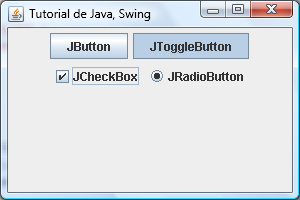 Tutorial de Java, Swing
JButton JToggleButton
JCheckBox JRadioButton